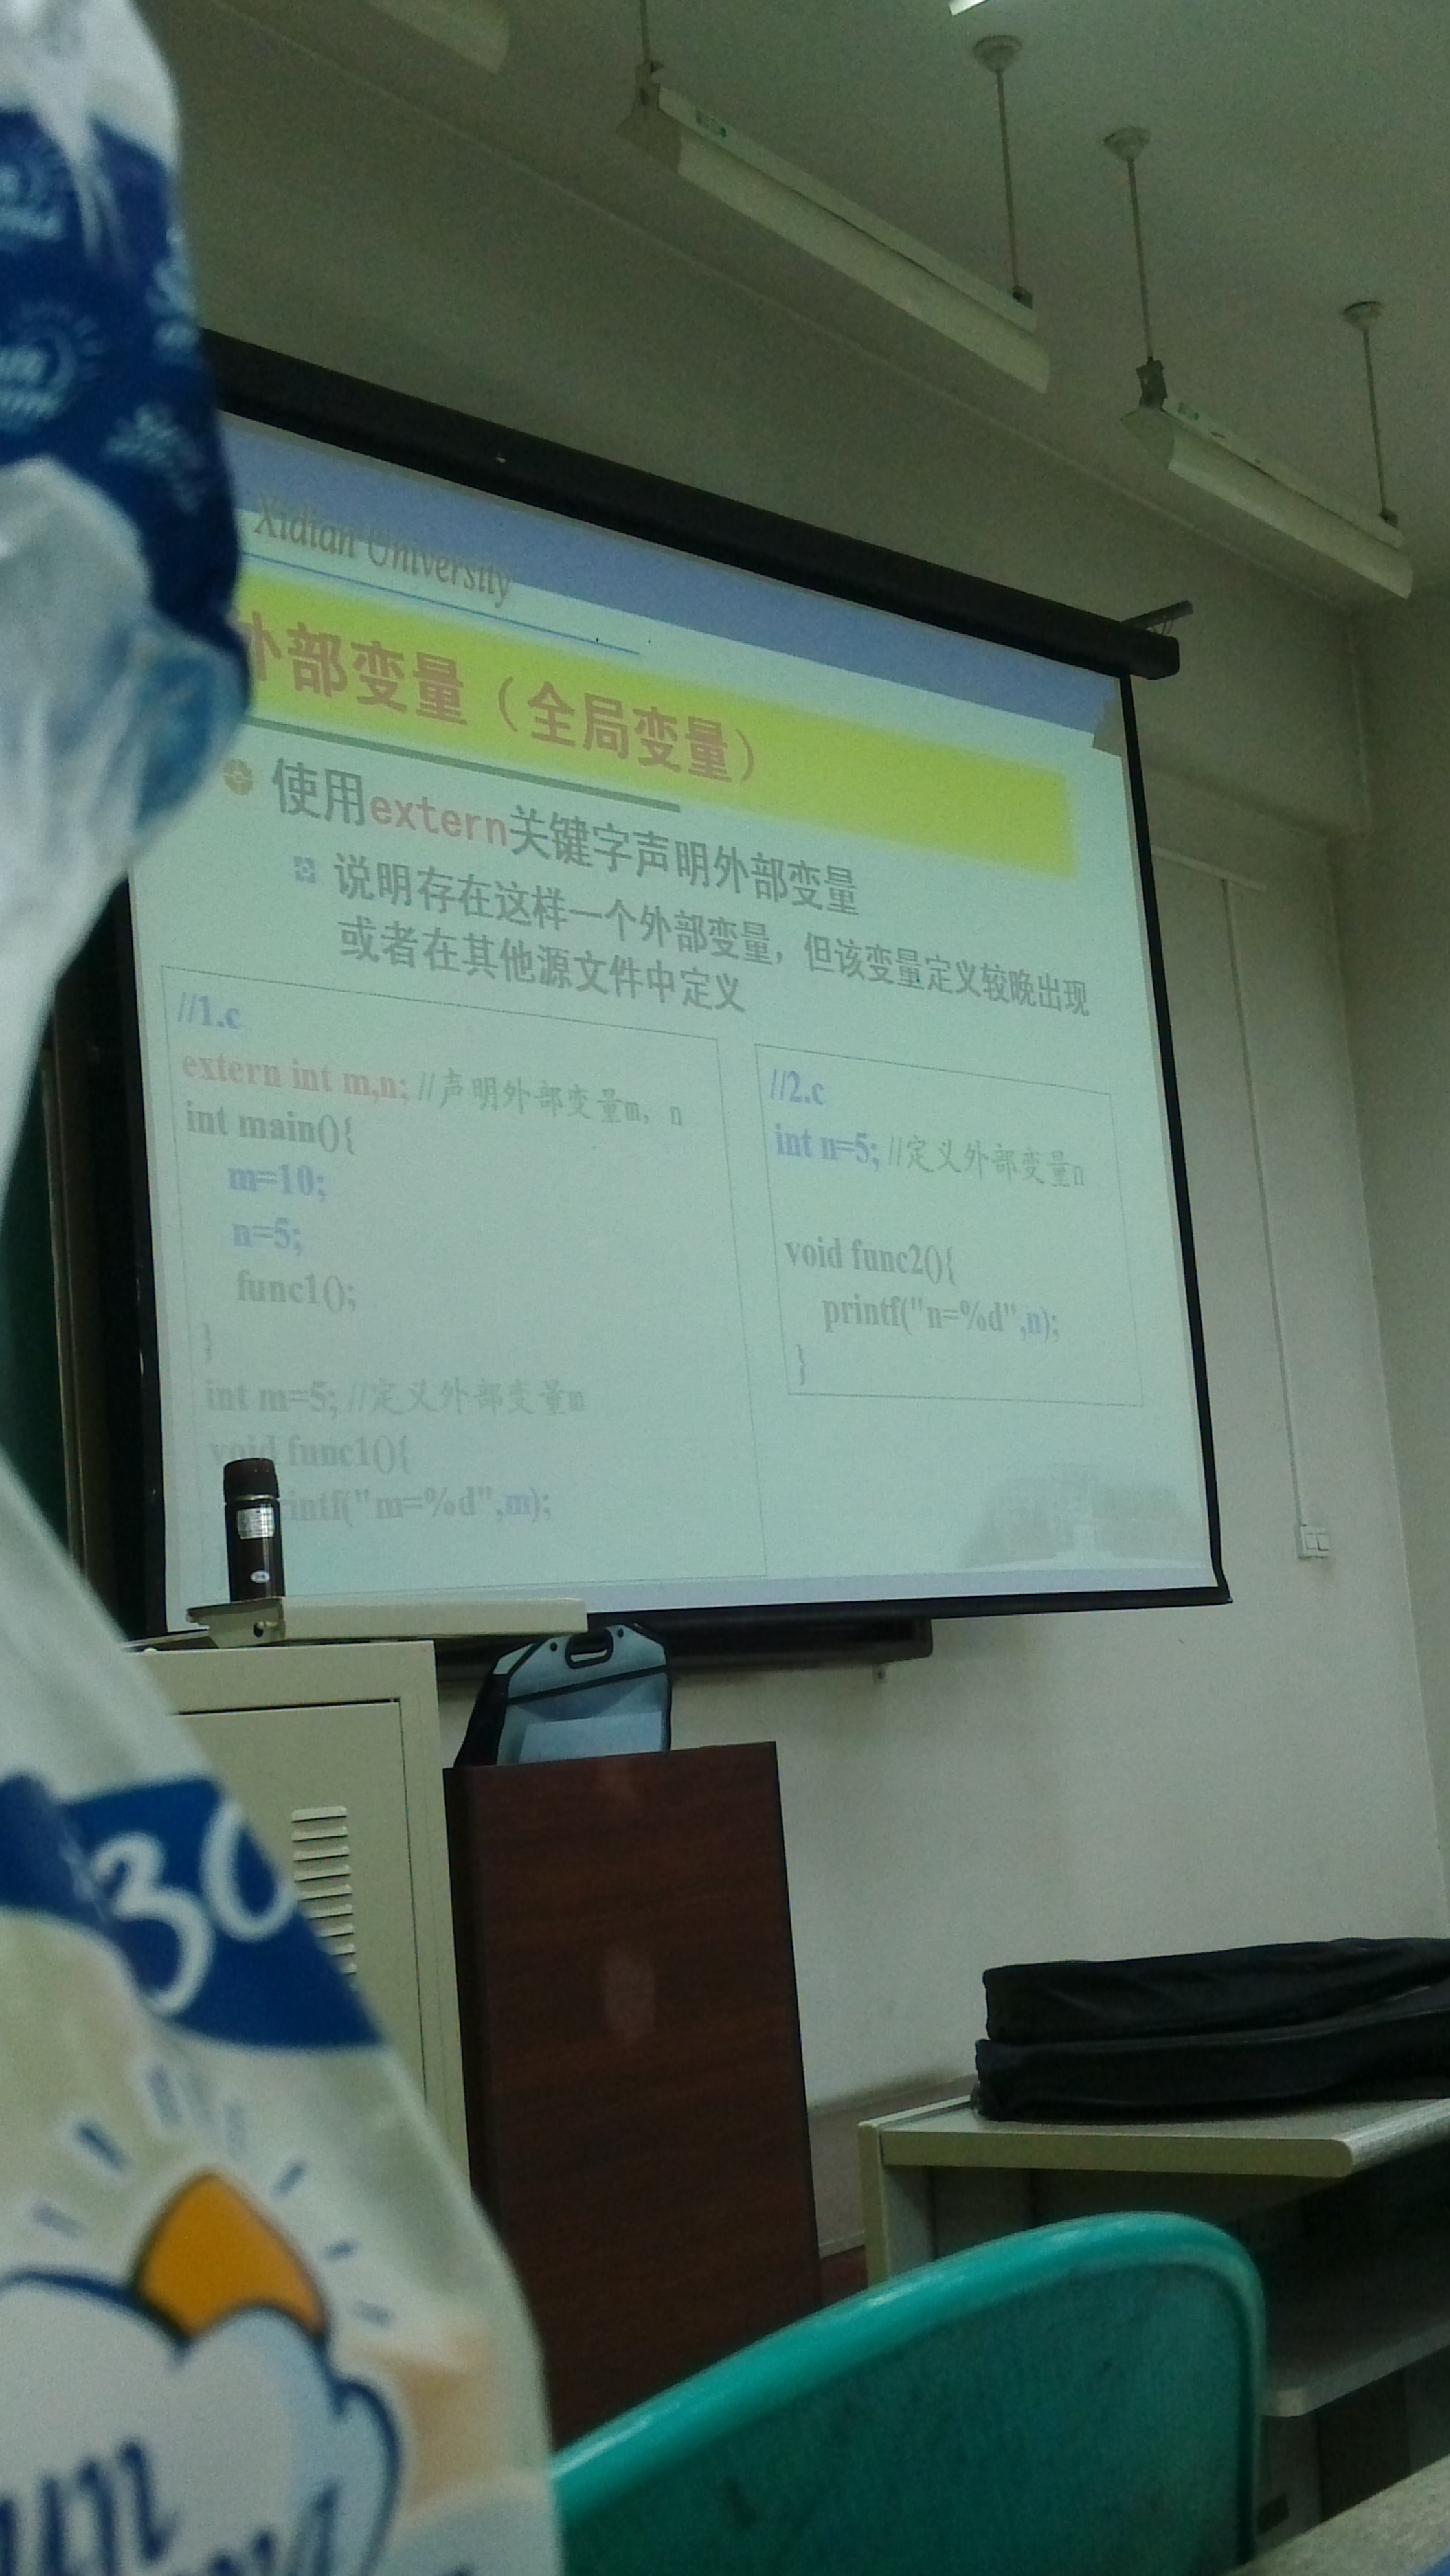 Xidian University
外部变量（全局变量）
使用extern关键字声明外部变量
说明存在这样一个外部变量，但该变量定义较晚出现
或者在其他源文件中定义
//1.c
extern int m,n; //声明外部变量m，n
int main(){
m=10;
n=5;
func1();
}
int m=5; //定义外部变量m
void func1(){
intf("m=%d",m);
//2.c
int n=5; //定义外部变量n
void func2(){
printf("n=%d",n);
}
30